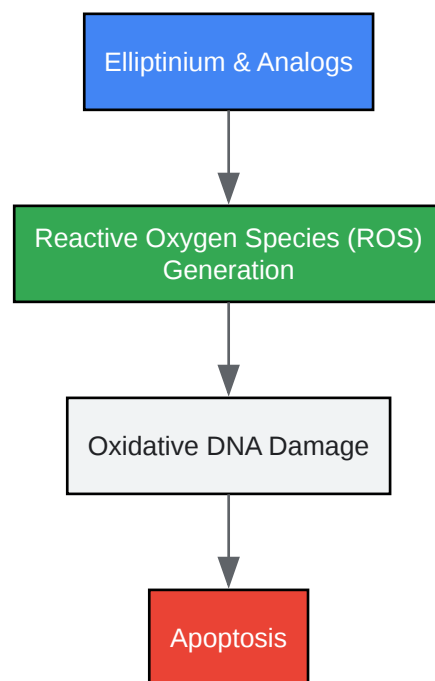 Elliptinium & Analogs
Reactive Oxygen Species (ROS)
Generation
Oxidative DNA Damage
Apoptosis